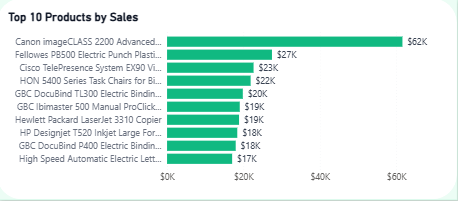 Top 10 Products by Sales
Canon imageCLASS 2200 Advanced... $62K
Fellowes PB500 Electric Punch Plasti... $27K
Cisco TelePresence System EX90 Vi... $23K
HON 5400 Series Task Chairs for Bi... $22K
GBC DocuBind TL300 Electric Bindin... $20K
GBC Ibimaster 500 Manual ProClick... $19K
Hewlett Packard LaserJet 3310 Copier $19K
HP Designjet T520 Inkjet Large For... $18K
GBC DocuBind P400 Electric Bindin... $18K
High Speed Automatic Electric Lett... $17K
$0K $20K $40K $60K